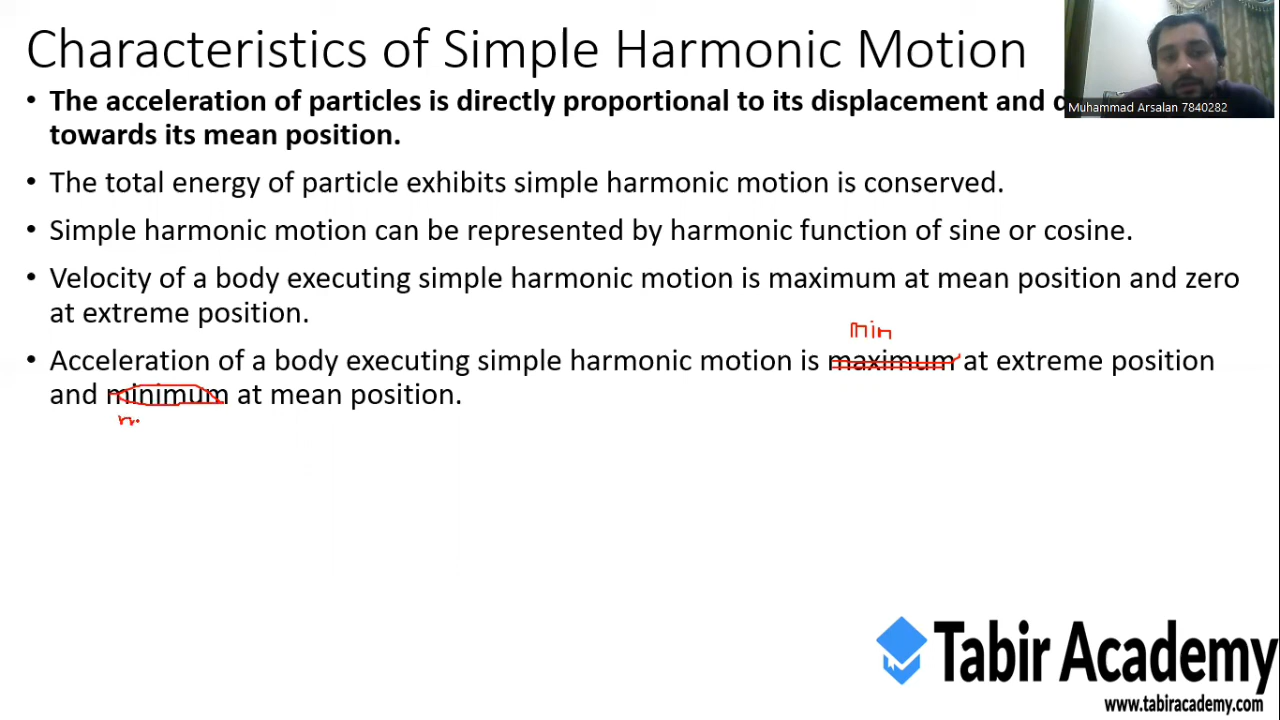 Characteristics of Simple Harmonic Motion
• The acceleration of particles is directly proportional to its displacement and
Muhammad Arsalan 7840282
towards its mean position.
• The total energy of particle exhibits simple harmonic motion is conserved.
• Simple harmonic motion can be represented by harmonic function of sine or cosine.
• Velocity of a body executing simple harmonic motion is maximum at mean position and zero
at extreme position.
min
• Acceleration of a body executing simple harmonic motion is maximum at extreme position
and minimum at mean position.
Tabir Academy
www.tabiracademy.com